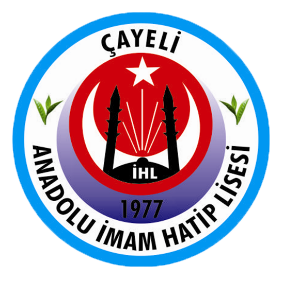 ÇAYELİ
İHL
1977
ANADOLU İMAM HATİP LİSESİ